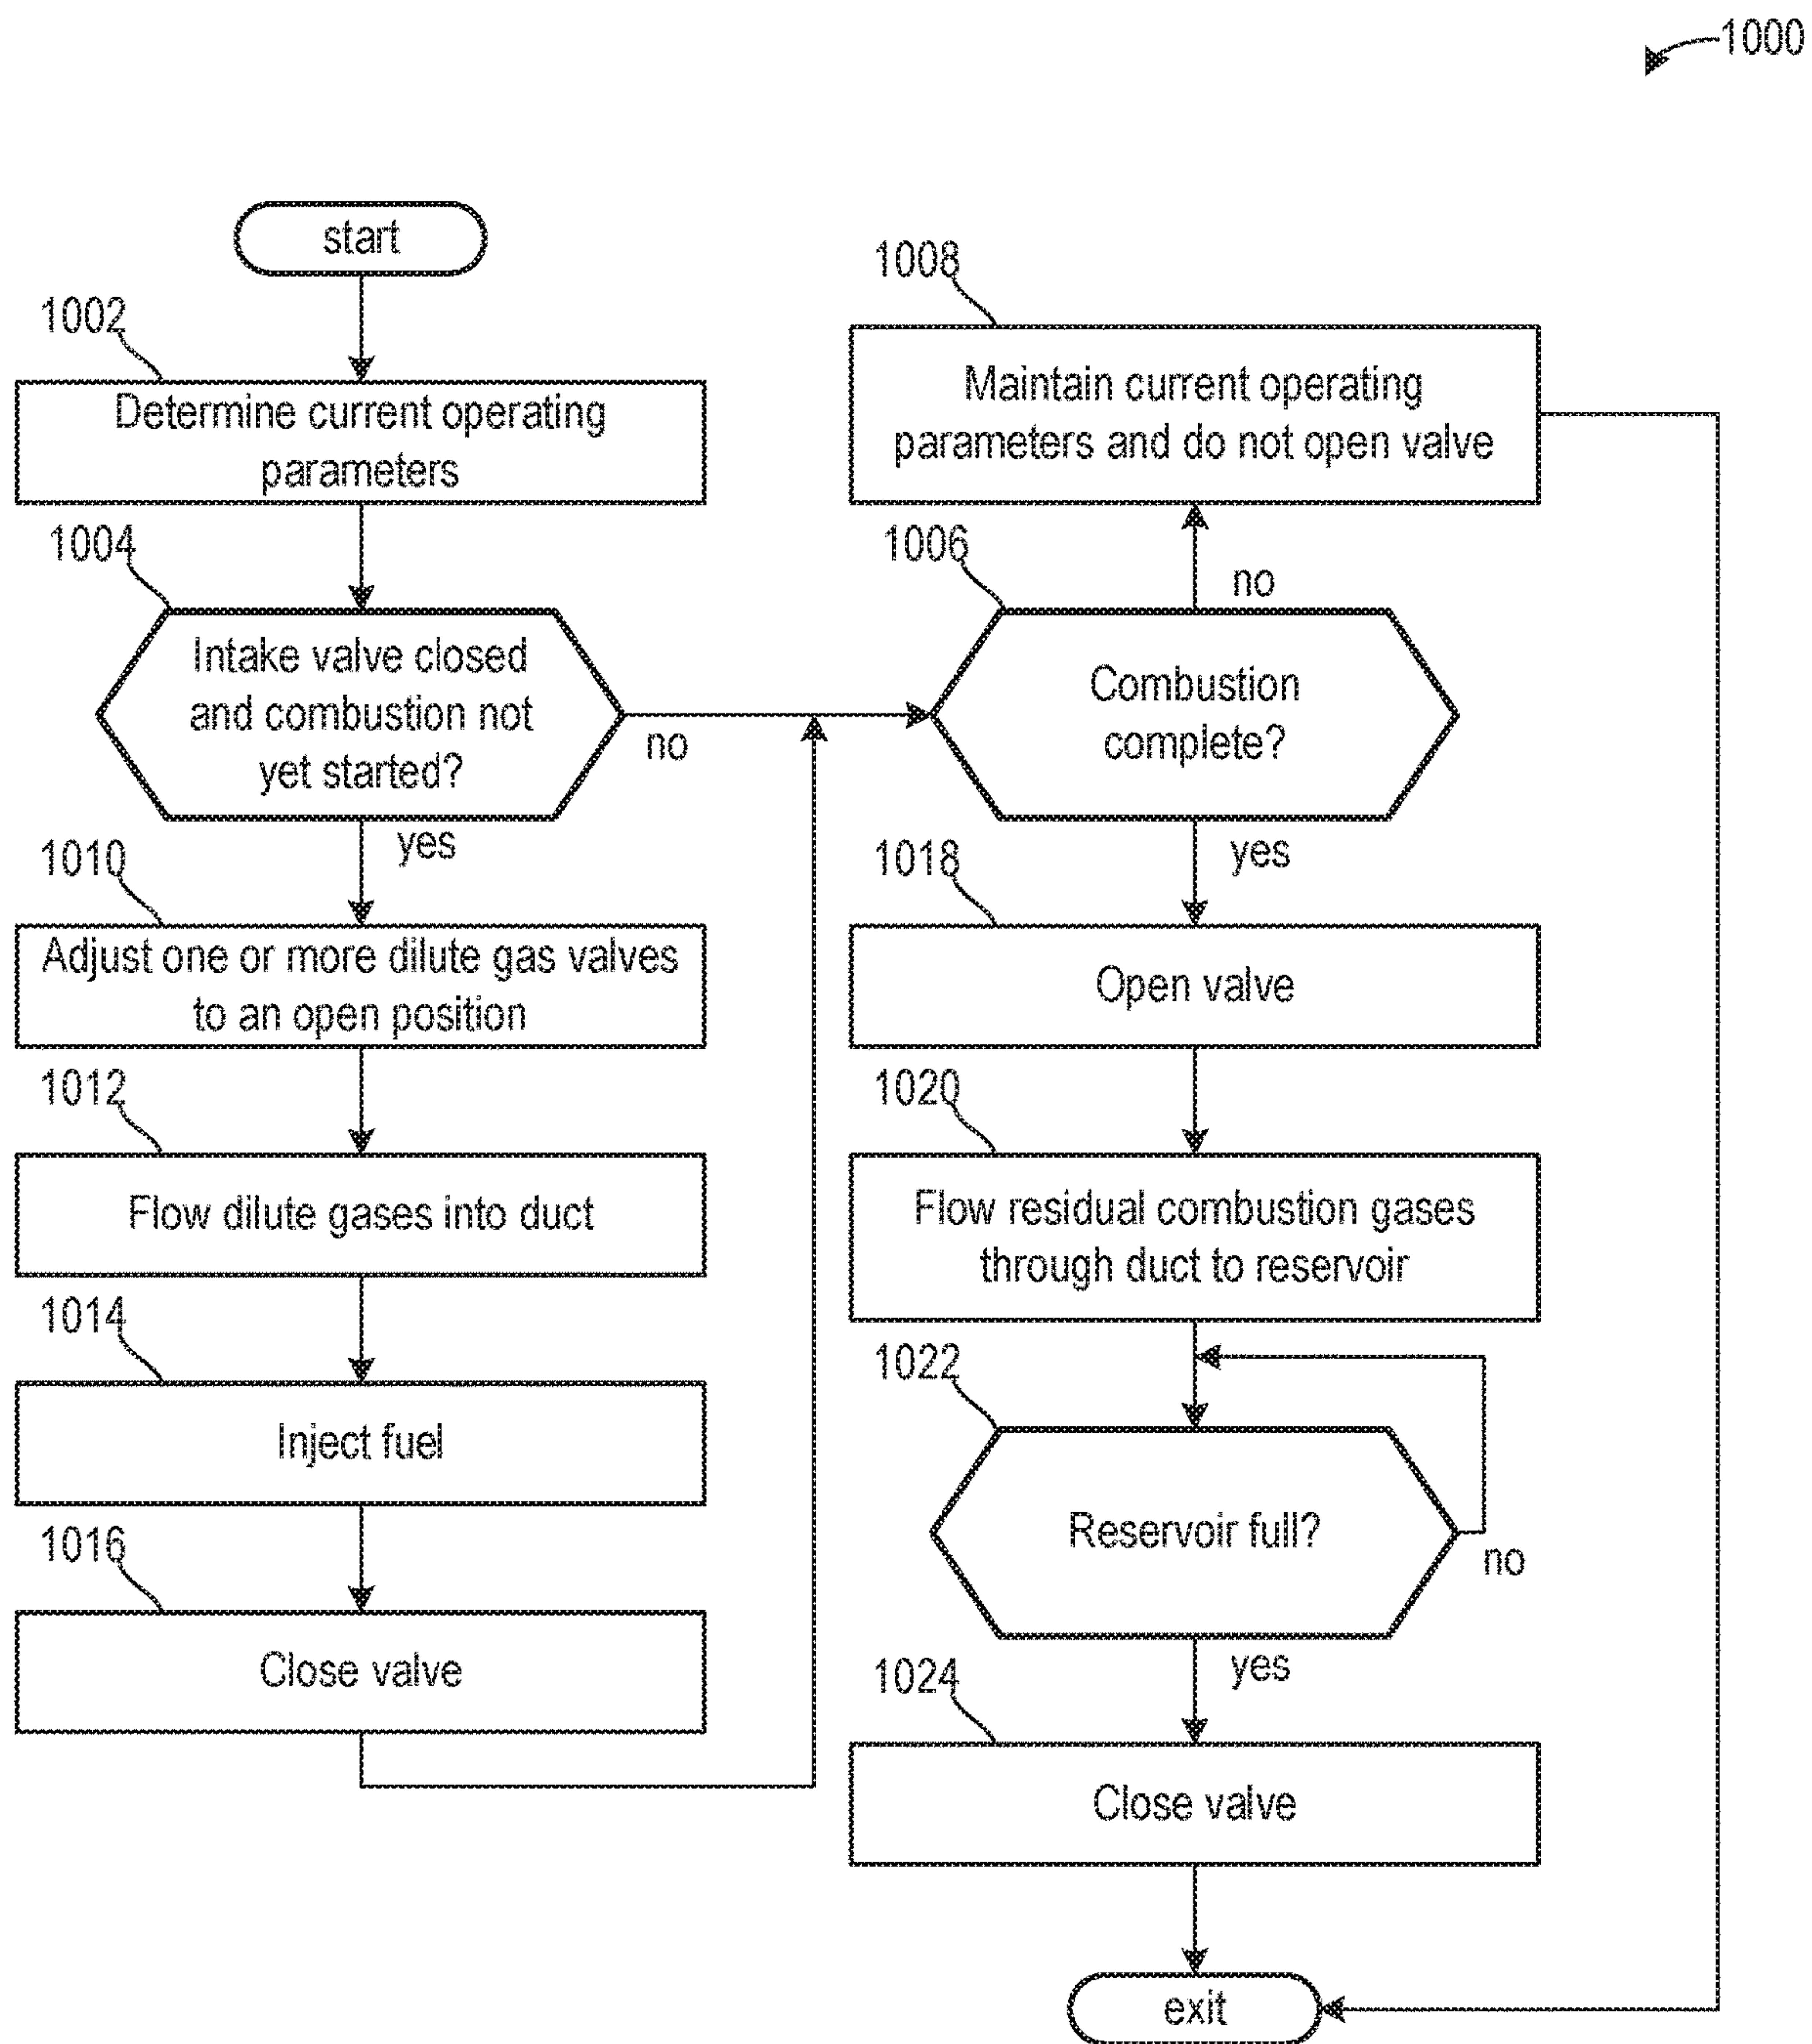 1000
start
1002
Determine current operating
parameters
1004
Intake valve closed
and combustion not
yet started?
no
yes
1010
Adjust one or more dilute gas valves
to an open position
1012
Flow dilute gases into duct
1014
Inject fuel
1016
Close valve
1008
Maintain current operating
parameters and do not open valve
1006
no
Combustion
complete?
yes
1018
Open valve
1020
Flow residual combustion gases
through duct to reservoir
1022
Reservoir full?
no
yes
1024
Close valve
exit